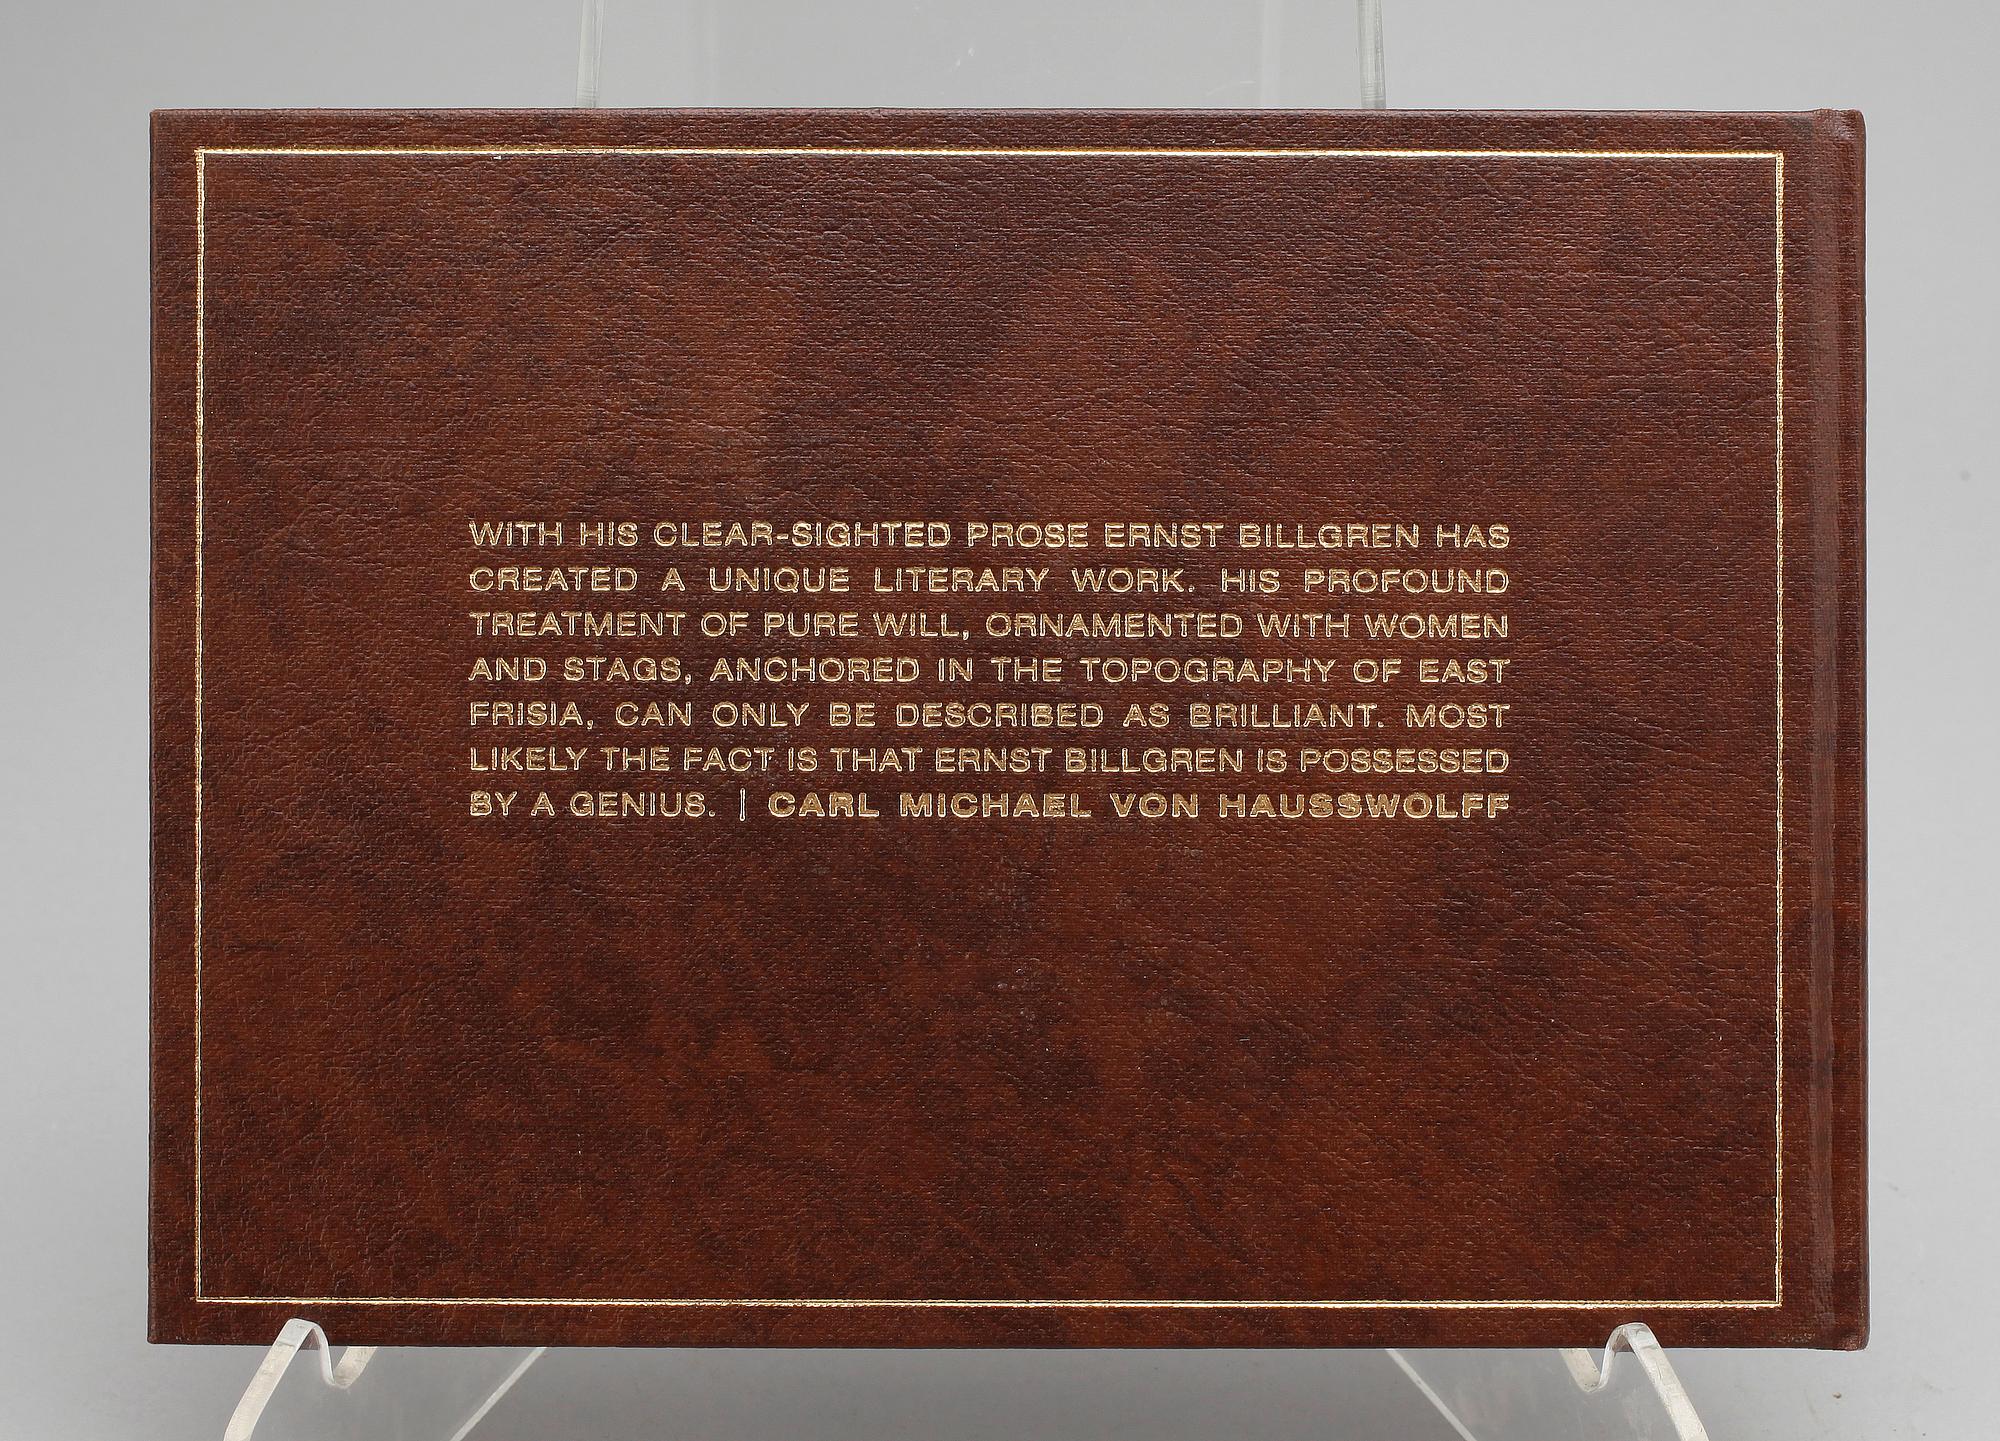 WITH HIS CLEAR-SIGHTED PROSE ERNST BILLGREN HAS
CREATED A UNIQUE LITERARY WORK. HIS PROFOUND
TREATMENT OF PURE WILL, ORNAMENTED WITH WOMEN
AND STAGS, ANCHORED IN THE TOPOGRAPHY OF EAST
FRISIA, CAN ONLY BE DESCRIBED AS BRILLIANT. MOST
LIKELY THE FACT IS THAT ERNST BILLGREN IS POSSESSED
BY A GENIUS. | CARL MICHAEL VON HAUSSWOLFF